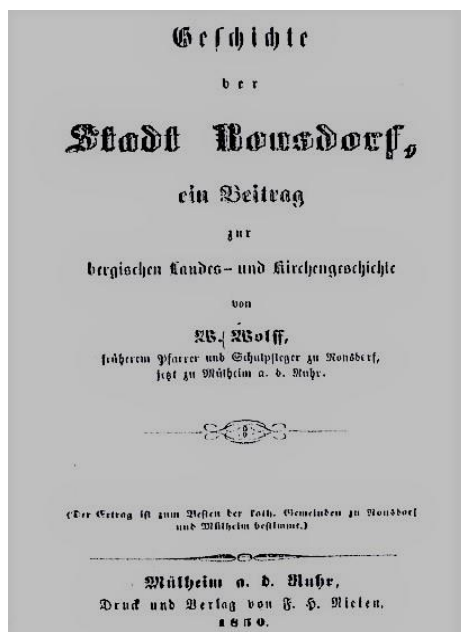 Geschichte
der
Stadt Ronsdorf,
ein Beitrag
zur
bergischen Landes- und Kirchengeschichte
von
W. Wolff,
früherem Pfarrer und Schulpfleger zu Ronsdorf,
jetzt zu Mülheim a. d. Ruhr.
(Der Ertrag ist zum Besten der kath. Gemeinden zu Ronsdorf
und Mülheim bestimmt.)
Mülheim a. d. Ruhr,
Druck und Verlag von F. H. Nieten.
1850.